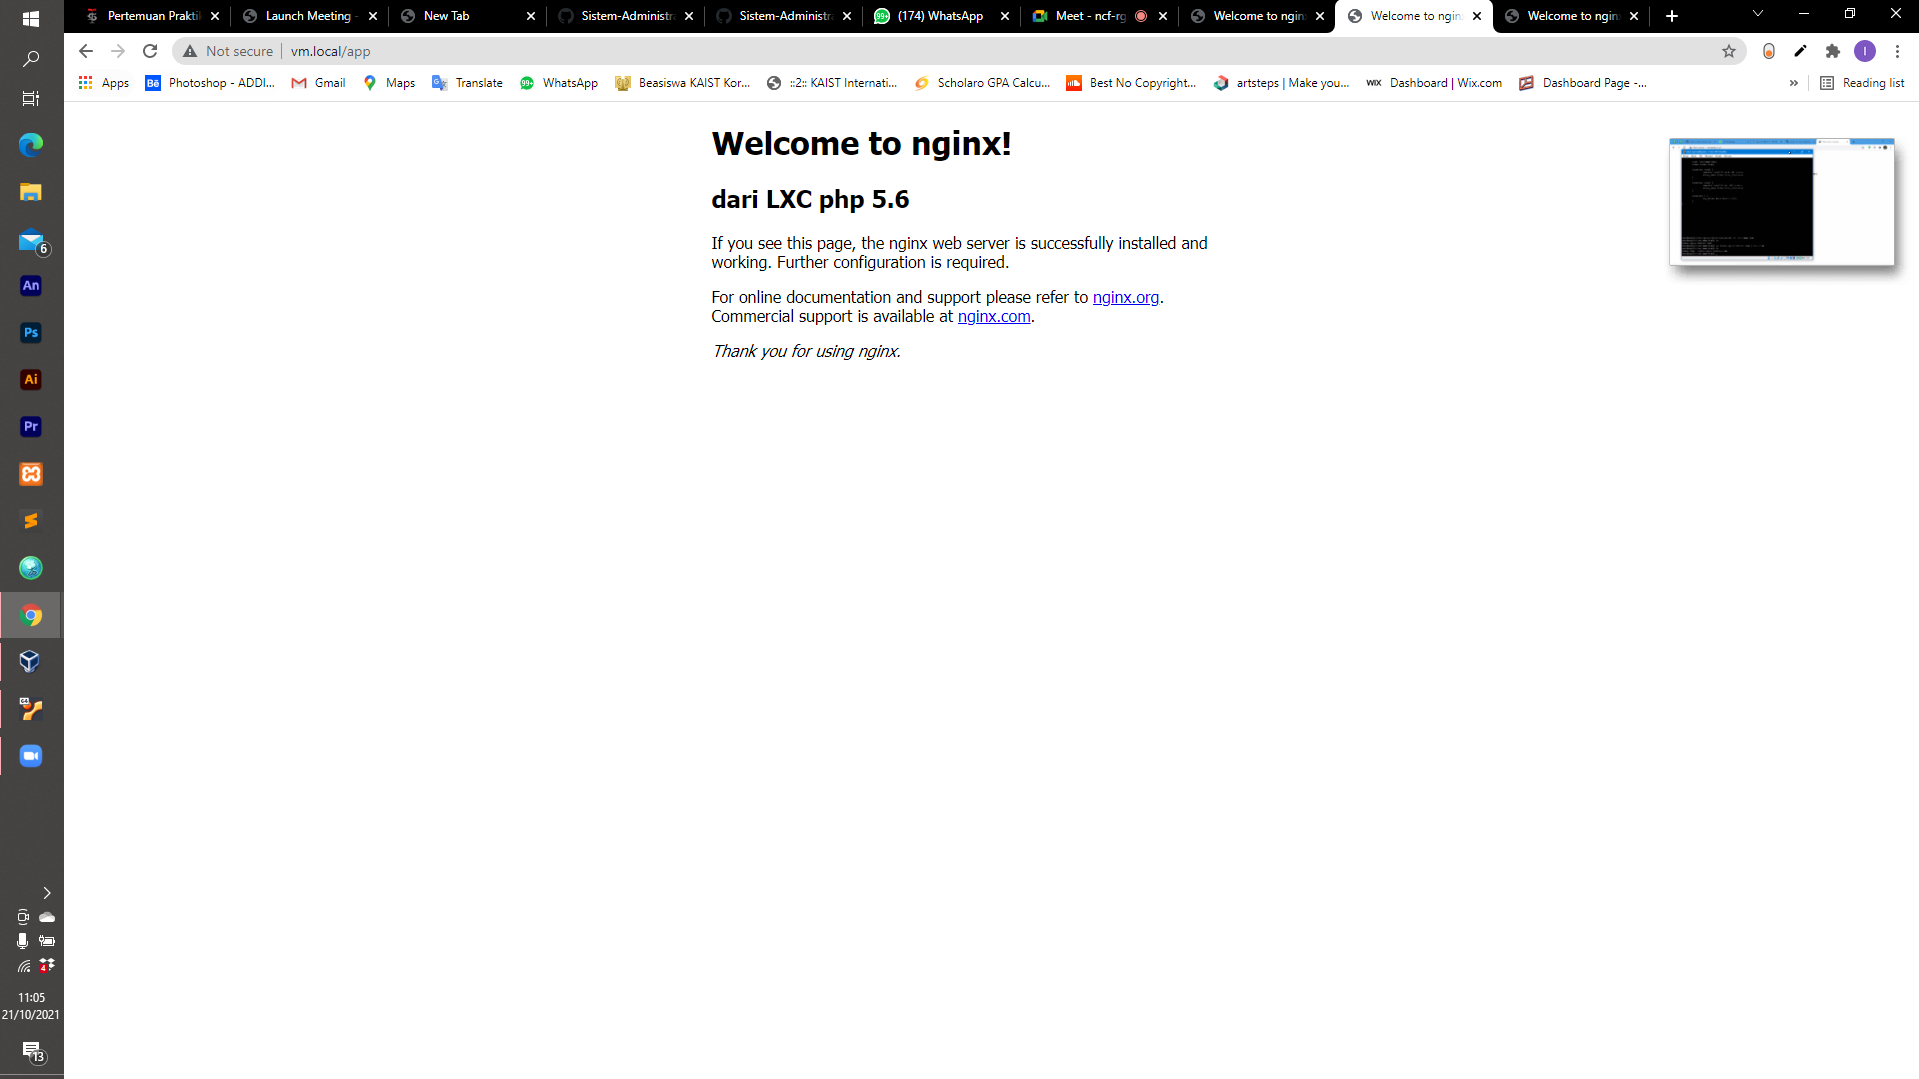 Pertemuan Prakti
Launch Meeting -
New Tab
Sistem-Administra
Sistem-Administra
(174) WhatsApp
Meet - ncf-rg
Welcome to ngin
Welcome to ngin
Welcome to ngin
Not secure
vm.local/app
Apps
Photoshop - ADDI...
Gmail
Maps
Translate
WhatsApp
Beasiswa KAIST Kor...
::2:: KAIST Internati...
Scholaro GPA Calcu...
Best No Copyright...
artsteps | Make you...
Dashboard | Wix.com
Dashboard Page -...
Reading list
Welcome to nginx!
dari LXC php 5.6
If you see this page, the nginx web server is successfully installed and
working. Further configuration is required.
For online documentation and support please refer to nginx.org.
Commercial support is available at nginx.com.
Thank you for using nginx.
6
An
Ps
Ai
Pr
4
11:05
21/10/2021
13